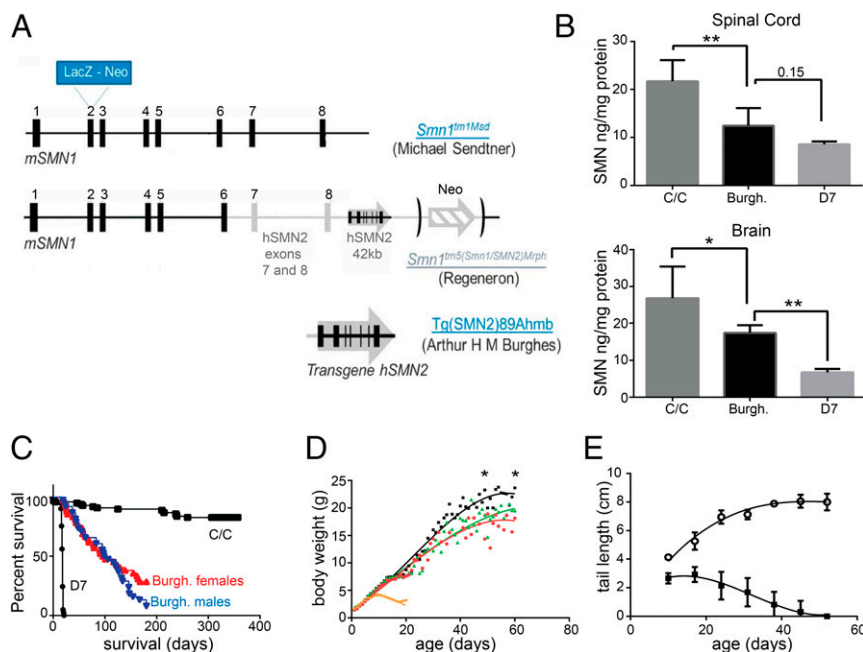 A
LacZ - Neo
1 2 3 4 5 6 7 8
mSMN1
Smn1tm1Msd
(Michael Sendtner)
1 2 3 4 5 6 7 8
Neo
mSMN1
hSMN2
exons
7 and 8
hSMN2
42kb
Smn1tm5(Smn1/SMN2)Mrph
(Regeneron)
Tg(SMN2)89Ahmb
(Arthur H M Burghes)
Transgene hSMN2
B
Spinal Cord
SMN ng/mg protein
30
20
10
0
**
0.15
C/C Burgh. D7
Brain
SMN ng/mg protein
40
30
20
10
0
*
**
C/C Burgh. D7
C
Percent survival
100
50
0
C/C
D7
Burgh. females
Burgh. males
0 100 200 300 400
survival (days)
D
body weight (g)
25
20
15
10
5
0
* *
0 20 40 60 80
age (days)
E
tail length (cm)
8
6
4
2
0
0 20 40 60
age (days)